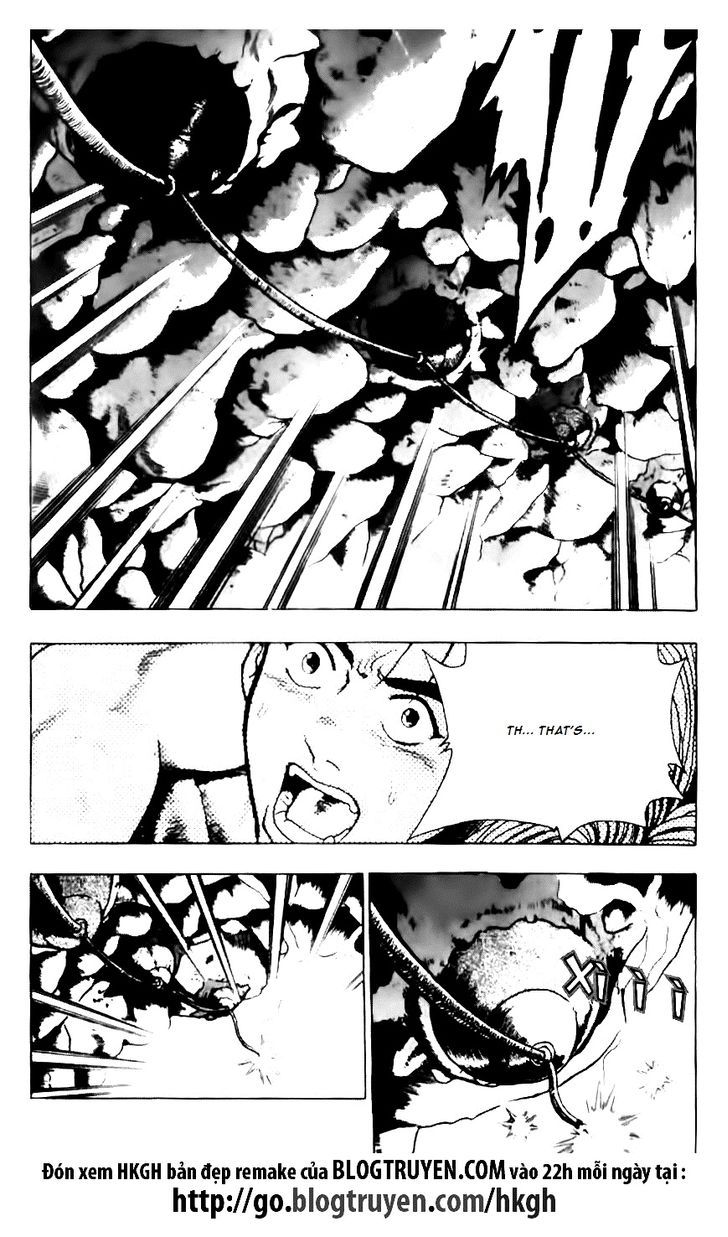 TH... THAT'S...
Xì ì ì
Đón xem HKGH bản đẹp remake của BLOGTRUYEN.COM vào 22h mỗi ngày tại :
http://go.blogtruyen.com/hkgh